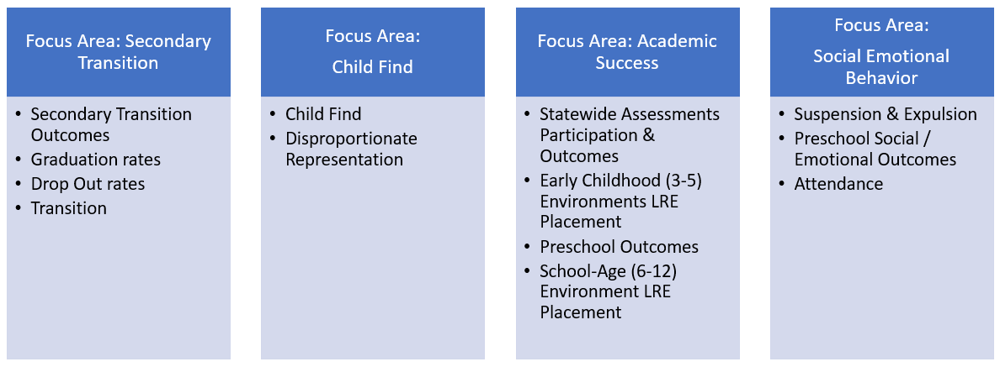 Focus Area: Secondary
Transition
• Secondary Transition
Outcomes
• Graduation rates
• Drop Out rates
• Transition
Focus Area:
Child Find
• Child Find
• Disproportionate
Representation
Focus Area: Academic
Success
• Statewide Assessments
Participation &
Outcomes
• Early Childhood (3-5)
Environments LRE
Placement
• Preschool Outcomes
• School-Age (6-12)
Environment LRE
Placement
Focus Area:
Social Emotional
Behavior
• Suspension & Expulsion
• Preschool Social /
Emotional Outcomes
• Attendance